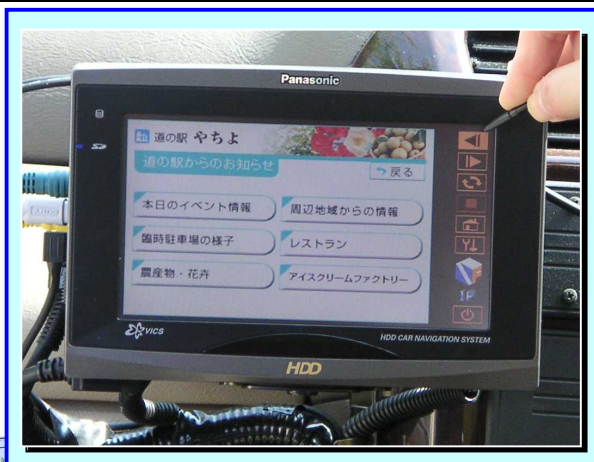 Panasonic
道の駅 やちよ
道の駅からのお知らせ
戻る
本日のイベント情報
周辺地域からの情報
臨時駐車場の様子
レストラン
農産物・花卉
アイスクリームファクトリー
IP
VICS
HDD CAR NAVIGATION SYSTEM
HDD